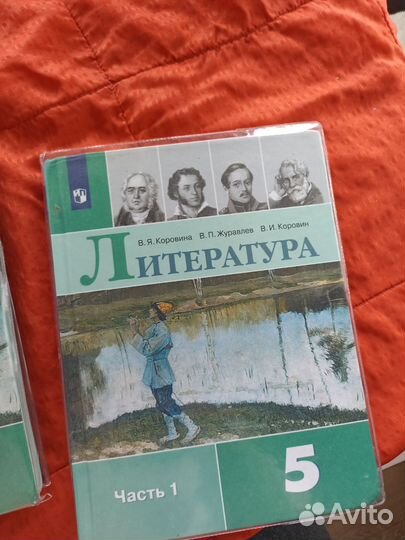 В. Я. Коровина В. П. Журавлев В. И. Коровин
ЛИТЕРАТУРА
Часть 1
5
Avito